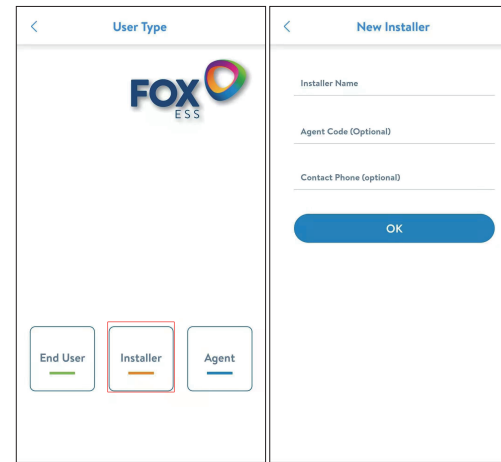 User Type
FOX
ESS
End User
Installer
Agent
New Installer
Installer Name
Agent Code (Optional)
Contact Phone (optional)
OK